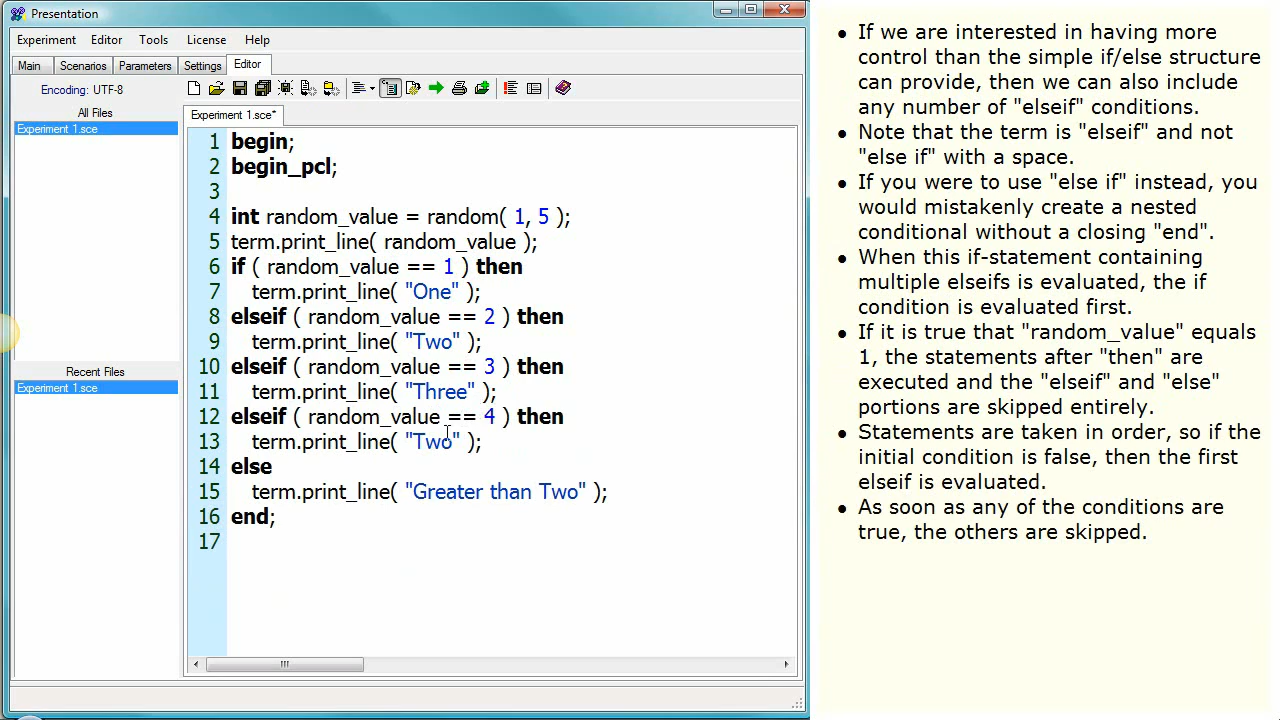 Presentation
Experiment Editor Tools License Help
Main Scenarios Parameters Settings Editor
Encoding: UTF-8
All Files
Experiment 1.sce
Recent Files
Experiment 1.sce
Experiment 1.sce*
1 begin;
2 begin_pcl;
3
4 int random_value = random( 1, 5 );
5 term.print_line( random_value );
6 if ( random_value == 1 ) then
7 term.print_line( "One" );
8 elseif ( random_value == 2 ) then
9 term.print_line( "Two" );
10 elseif ( random_value == 3 ) then
11 term.print_line( "Three" );
12 elseif ( random_value == 4 ) then
13 term.print_line( "Two" );
14 else
15 term.print_line( "Greater than Two" );
16 end;
17
• If we are interested in having more
control than the simple if/else structure
can provide, then we can also include
any number of "elseif" conditions.
• Note that the term is "elseif" and not
"else if" with a space.
• If you were to use "else if" instead, you
would mistakenly create a nested
conditional without a closing "end".
• When this if-statement containing
multiple elseifs is evaluated, the if
condition is evaluated first.
• If it is true that "random_value" equals
1, the statements after "then" are
executed and the "elseif" and "else"
portions are skipped entirely.
• Statements are taken in order, so if the
initial condition is false, then the first
elseif is evaluated.
• As soon as any of the conditions are
true, the others are skipped.